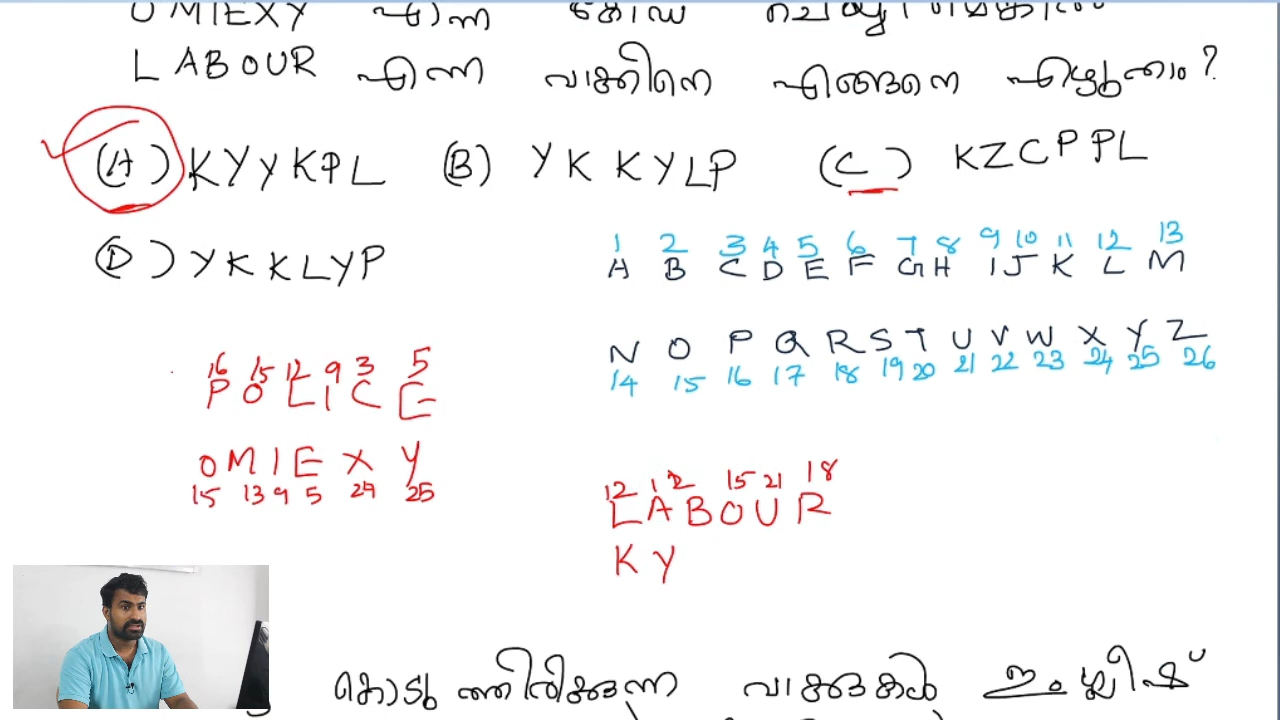 OMIEXY എന്ന കോഡ്
LABOUR എന്ന വാക്കിനെ എങ്ങനെ എഴുതാം?
(A) KYYKPL (B) YKKYLP (C) KZCPPL
(D) YKKLYP
1 2 3 4 5 6 7 8 9 10 11 12 13
A B C D E F G H I J K L M
N O P Q R S T U V W X Y Z
14 15 16 17 18 19 20 21 22 23 24 25 26
16 15 12 9 3 5
P O L I C E
O M I E X Y
15 13 9 5 24 25
12 1 2 15 21 18
L A B O U R
K Y
കൊടുത്തിരിക്കുന്ന വാക്കുകൾ ഇംഗ്ലീഷ്